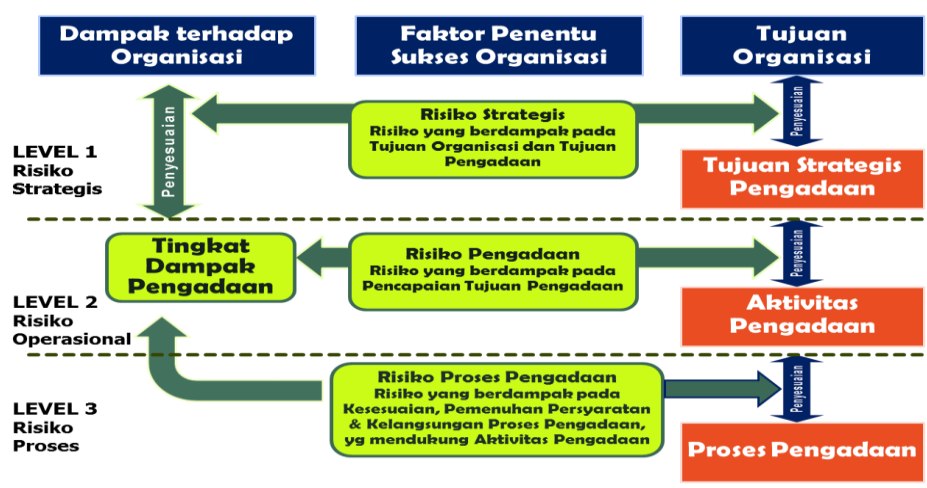 Dampak terhadap
Organisasi
Faktor Penentu
Sukses Organisasi
Tujuan
Organisasi
Penyesuaian
Risiko Strategis
Risiko yang berdampak pada
Tujuan Organisasi dan Tujuan
Pengadaan
Penyesuaian
LEVEL 1
Risiko
Strategis
Tujuan Strategis
Pengadaan
Tingkat
Dampak
Pengadaan
Risiko Pengadaan
Risiko yang berdampak pada
Pencapaian Tujuan Pengadaan
Penyesuaian
LEVEL 2
Risiko
Operasional
Aktivitas
Pengadaan
Risiko Proses Pengadaan
Risiko yang berdampak pada
Kesesuaian, Pemenuhan Persyaratan
& Kelangsungan Proses Pengadaan,
yg mendukung Aktivitas Pengadaan
Penyesuaian
LEVEL 3
Risiko
Proses
Proses Pengadaan